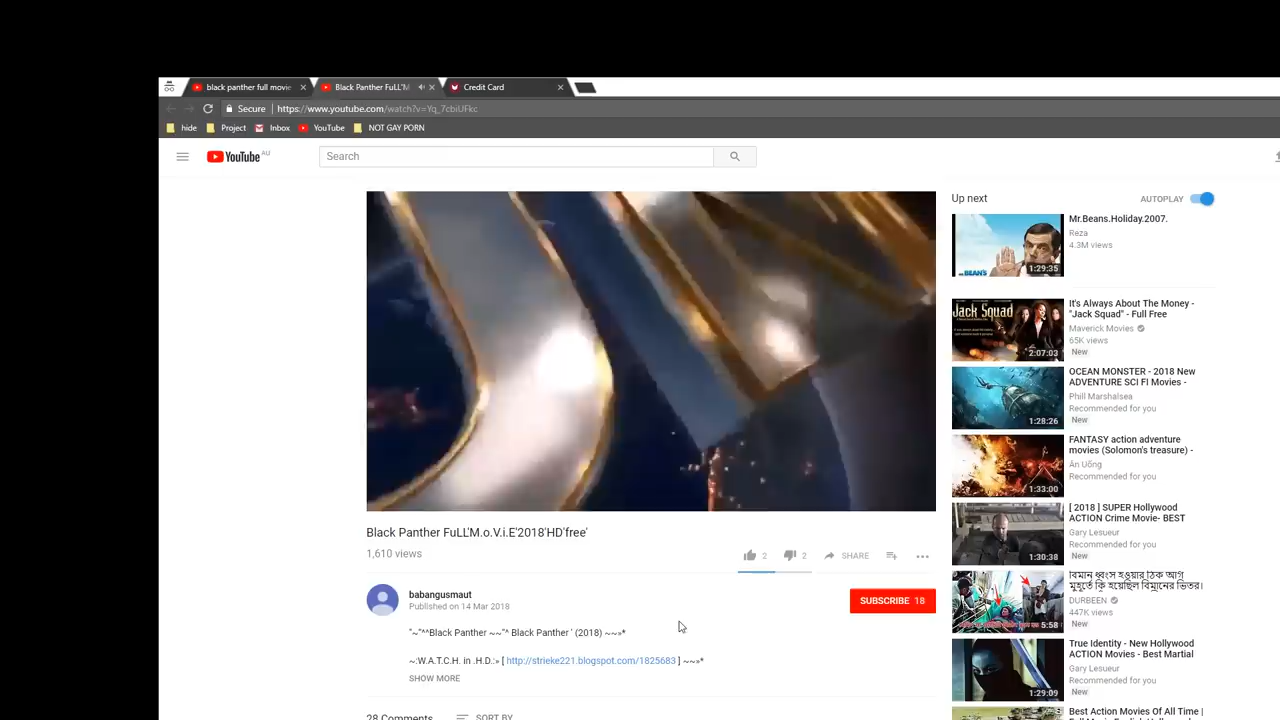 black panther full movie
Black Panther FuLL'M
Credit Card
Secure
https://www.youtube.com/watch?v=Yq_7cbiUFkc
hide
Project
Inbox
YouTube
NOT GAY PORN
YouTube AU
Search
Up next
AUTOPLAY
Mr.Beans.Holiday.2007.
Reza
4.3M views
1:29:35
It's Always About The Money -
"Jack Squad" - Full Free
Maverick Movies
65K views
New
Jack Squad
2:07:03
OCEAN MONSTER - 2018 New
ADVENTURE SCI FI Movies -
Phill Marshalsea
Recommended for you
New
1:28:26
FANTASY action adventure
movies (Solomon's treasure) -
Ăn Uống
Recommended for you
1:33:00
[ 2018 ] SUPER Hollywood
ACTION Crime Movie- BEST
Gary Lesueur
Recommended for you
New
1:30:38
বিমান ধ্বংস হওয়ার ঠিক আগ
মুহূর্তে কি হয়েছিল বিমানের ভিতর।
DURBEEN
447K views
New
5:58
True Identity - New Hollywood
ACTION Movies - Best Martial
Gary Lesueur
Recommended for you
New
1:29:09
Best Action Movies Of All Time |
Black Panther FuLL'M.o.V.i.E'2018'HD'free'
1,610 views
2
2
SHARE
babangusmaut
Published on 14 Mar 2018
SUBSCRIBE 18
"~"^^Black Panther ~~"^ Black Panther ' (2018) ~~»*
~:W.A.T.C.H. in .H.D.:» [ http://strieke221.blogspot.com/1825683 ] ~~»*
SHOW MORE
28 Comments
SORT BY